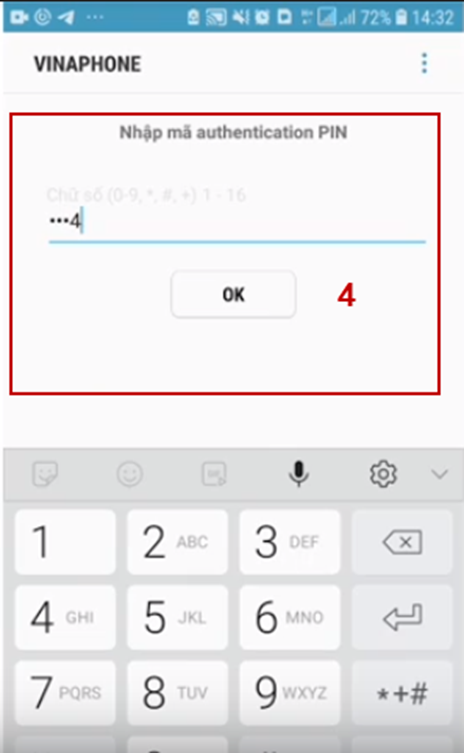 72% 14:32
VINAPHONE
Nhập mã authentication PIN
Chữ số (0-9, *, #, +) 1 - 16
•••4
OK
4
1
2 ABC
3 DEF
4 GHI
5 JKL
6 MNO
7 PQRS
8 TUV
9 WXYZ
*+#